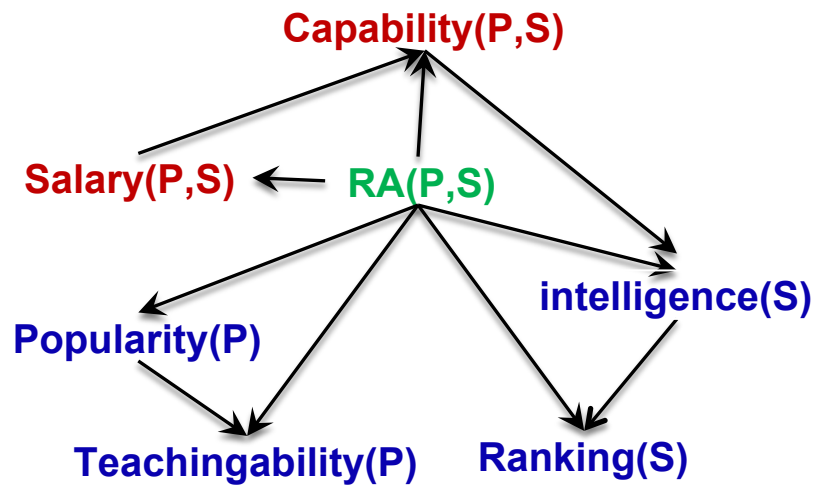 Capability(P,S)
Salary(P,S)
RA(P,S)
intelligence(S)
Popularity(P)
Teachingability(P)
Ranking(S)